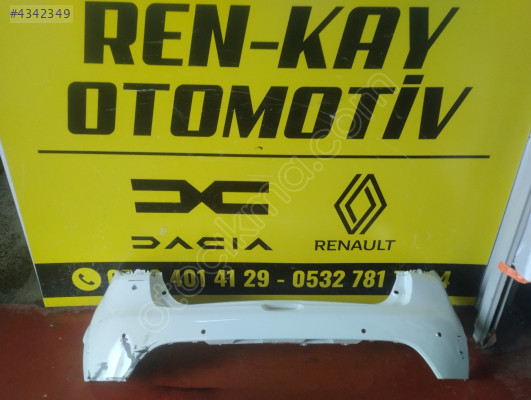 #4342349
REN-KAY
OTOMOTİV
DACIA
RENAULT
401 41 29 - 0532 781